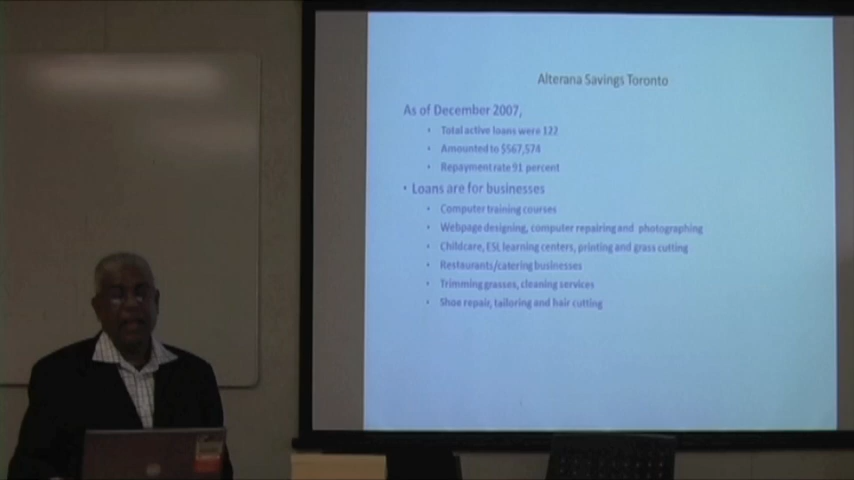 Alterana Savings Toronto
As of December 2007,
• Total active loans were 122
• Amounted to $567,574
• Repayment rate 91 percent
• Loans are for businesses
• Computer training courses
• Webpage designing, computer repairing and photographing
• Childcare, ESL learning centers, printing and grass cutting
• Restaurants/catering businesses
• Trimming grasses, cleaning services
• Shoe repair, tailoring and hair cutting